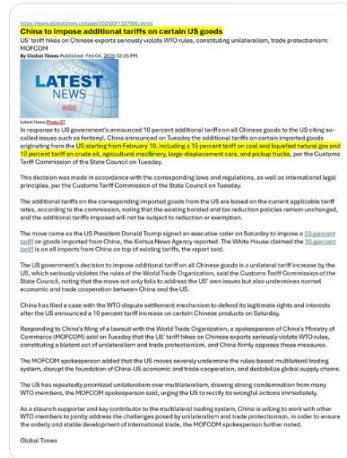 https://www.globaltimes.cn/page/202502/1327936.shtml
China to impose additional tariffs on certain US goods
US' tariff hike on Chinese exports seriously violate WTO rules, constituting unilateralism, trade protectionism:
MOFCOM
By Global Times Published: Feb 04, 2025 02:25 PM
LATEST
NEWS
Latest News Photo:GT
In response to US government's announced 10 percent additional tariffs on all Chinese goods to the US citing so-
called issues such as fentanyl, China announced on Tuesday the additional tariffs on certain imported goods
originating from the US starting from February 10, including a 15 percent tariff on coal and liquefied natural gas and
10 percent tariff on crude oil, agricultural machinery, large-displacement cars, and pickup trucks, per the Customs
Tariff Commission of the State Council on Tuesday.
This decision was made in accordance with the corresponding laws and regulations, as well as international legal
principles, per the Customs Tariff Commission of the State Council on Tuesday.
The additional tariffs on the corresponding imported goods from the US are based on the current applicable tariff
rates, according to the commission, noting that the existing bonded and tax reduction policies remain unchanged,
and the additional tariffs imposed will not be subject to reduction or exemption.
The move came as the US President Donald Trump signed an executive order on Saturday to impose a 10-percent
tariff on goods imported from China, the Xinhua News Agency reported. The White House claimed the 10-percent
tariff is on all imports from China on top of existing tariffs, the report said.
The US government's decision to impose additional tariff on all Chinese goods is a unilateral tariff increase by the
US, which seriously violates the rules of the World Trade Organization, said the Customs Tariff Commission of the
State Council, noting that the move not only fails to address the US' own issues but also undermines normal
economic and trade cooperation between China and the US.
China has filed a case with the WTO dispute settlement mechanism to defend its legitimate rights and interests
after the US announced a 10 percent tariff increase on certain Chinese products on Saturday.
Responding to China's filing of a lawsuit with the World Trade Organization, a spokesperson of China's Ministry of
Commerce (MOFCOM) said on Tuesday that the US' tariff hikes on Chinese exports seriously violate WTO rules,
constituting a blatant act of unilateralism and trade protectionism, and China firmly opposes these measures.
The MOFCOM spokesperson added that the US moves severely undermine the rules-based multilateral trading
system, disrupt the foundation of China-US economic and trade cooperation, and destabilize global supply chains.
The US has repeatedly prioritized unilateralism over multilateralism, drawing strong condemnation from many
WTO members, the MOFCOM spokesperson said, urging the US to rectify its wrongful actions immediately.
As a staunch supporter and key contributor to the multilateral trading system, China is willing to work with other
WTO members to jointly address the challenges posed by unilateralism and trade protectionism, in order to ensure
the orderly and stable development of international trade, the MOFCOM spokesperson further noted.
Global Times